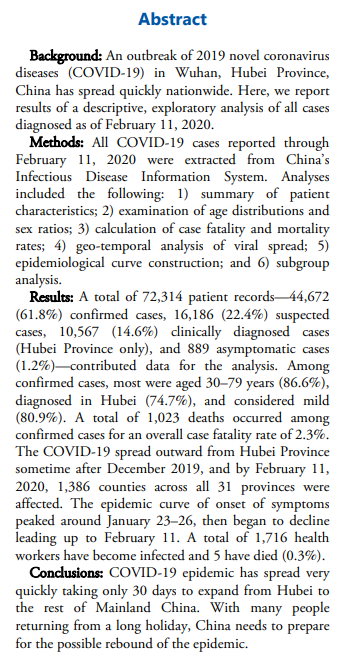 Abstract
Background: An outbreak of 2019 novel coronavirus
diseases (COVID-19) in Wuhan, Hubei Province,
China has spread quickly nationwide. Here, we report
results of a descriptive, exploratory analysis of all cases
diagnosed as of February 11, 2020.
Methods: All COVID-19 cases reported through
February 11, 2020 were extracted from China's
Infectious Disease Information System. Analyses
included the following: 1) summary of patient
characteristics; 2) examination of age distributions and
sex ratios; 3) calculation of case fatality and mortality
rates; 4) geo-temporal analysis of viral spread; 5)
epidemiological curve construction; and 6) subgroup
analysis.
Results: A total of 72,314 patient records—44,672
(61.8%) confirmed cases, 16,186 (22.4%) suspected
cases, 10,567 (14.6%) clinically diagnosed cases
(Hubei Province only), and 889 asymptomatic cases
(1.2%)—contributed data for the analysis. Among
confirmed cases, most were aged 30–79 years (86.6%),
diagnosed in Hubei (74.7%), and considered mild
(80.9%). A total of 1,023 deaths occurred among
confirmed cases for an overall case fatality rate of 2.3%.
The COVID-19 spread outward from Hubei Province
sometime after December 2019, and by February 11,
2020, 1,386 counties across all 31 provinces were
affected. The epidemic curve of onset of symptoms
peaked around January 23–26, then began to decline
leading up to February 11. A total of 1,716 health
workers have become infected and 5 have died (0.3%).
Conclusions: COVID-19 epidemic has spread very
quickly taking only 30 days to expand from Hubei to
the rest of Mainland China. With many people
returning from a long holiday, China needs to prepare
for the possible rebound of the epidemic.